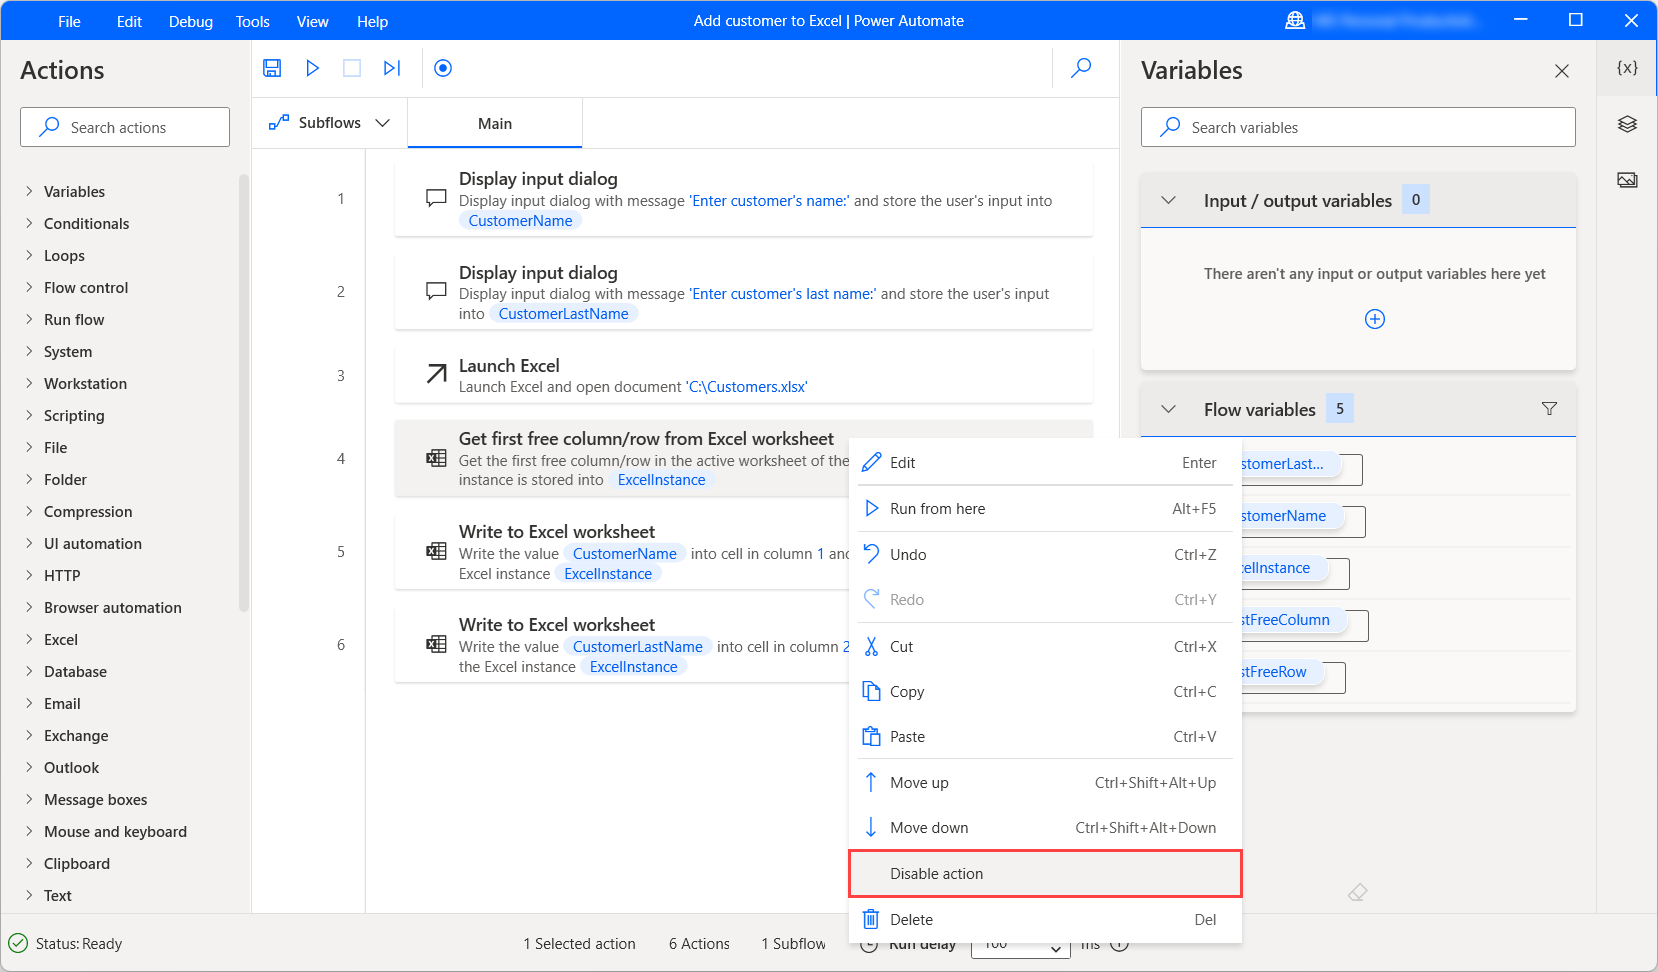 File Edit Debug Tools View Help
Add customer to Excel | Power Automate
Actions
Search actions
Variables
Conditionals
Loops
Flow control
Run flow
System
Workstation
Scripting
File
Folder
Compression
UI automation
HTTP
Browser automation
Excel
Database
Email
Exchange
Outlook
Message boxes
Mouse and keyboard
Clipboard
Text
Subflows
Main
1
Display input dialog
Display input dialog with message 'Enter customer's name:' and store the user's input into
CustomerName
2
Display input dialog
Display input dialog with message 'Enter customer's last name:' and store the user's input
into CustomerLastName
3
Launch Excel
Launch Excel and open document 'C:\Customers.xlsx'
4
Get first free column/row from Excel worksheet
Get the first free column/row in the active worksheet of the
instance is stored into ExcelInstance
5
Write to Excel worksheet
Write the value CustomerName into cell in column 1 and
Excel instance ExcelInstance
6
Write to Excel worksheet
Write the value CustomerLastName into cell in column 2
the Excel instance ExcelInstance
Edit Enter
Run from here Alt+F5
Undo Ctrl+Z
Redo Ctrl+Y
Cut Ctrl+X
Copy Ctrl+C
Paste Ctrl+V
Move up Ctrl+Shift+Alt+Up
Move down Ctrl+Shift+Alt+Down
Disable action
Delete Del
Variables
{x}
Search variables
Input / output variables 0
There aren't any input or output variables here yet
Flow variables 5
stomerLast...
stomerName
celInstance
stFreeColumn
stFreeRow
Status: Ready
1 Selected action
6 Actions
1 Subflow
Run delay 100 ms